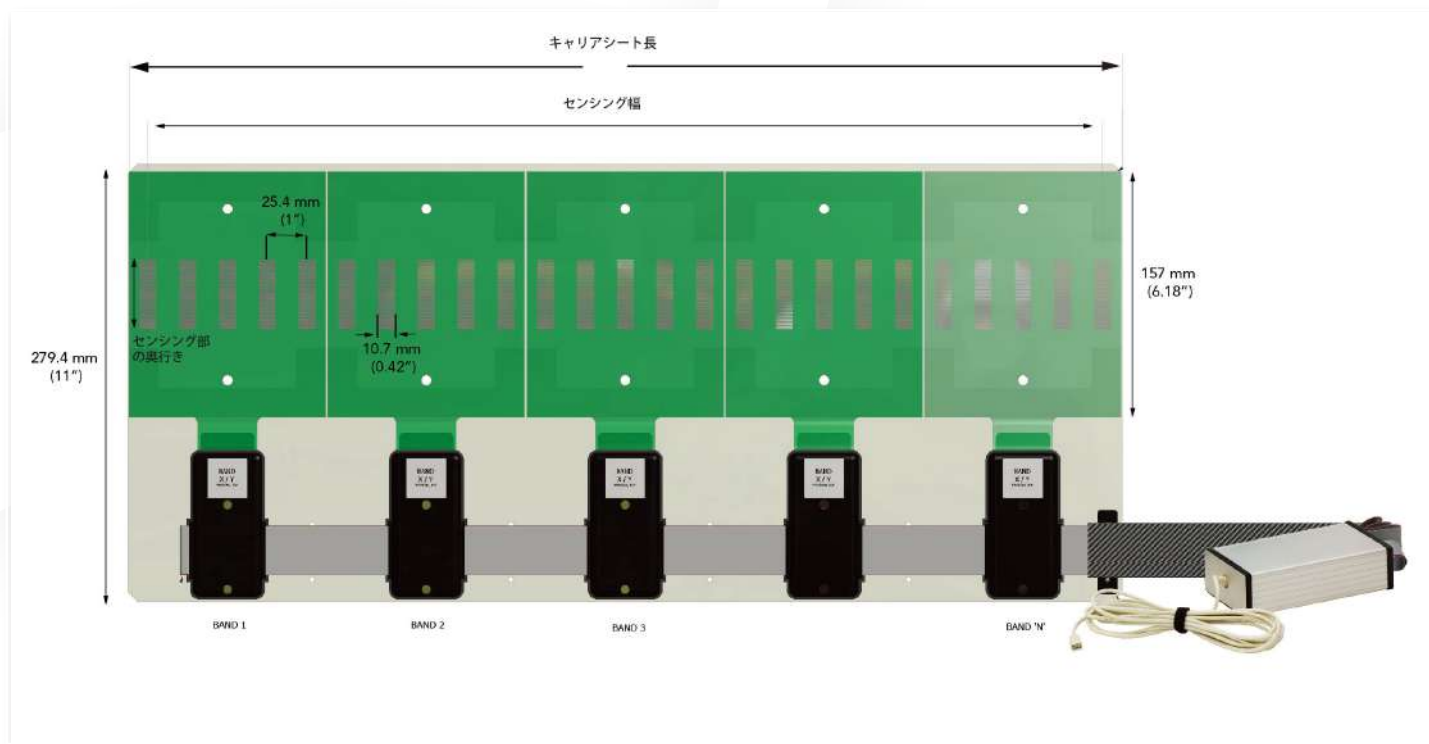 キャリアシート長
センシング幅
25.4 mm
(1")
センシング部
の奥行き
10.7 mm
(0.42")
157 mm
(6.18")
279.4 mm
(11")
BAND
X / Y
BAND
X / Y
BAND
X / Y
BAND
X / Y
BAND
X / Y
BAND 1
BAND 2
BAND 3
BAND 'N'